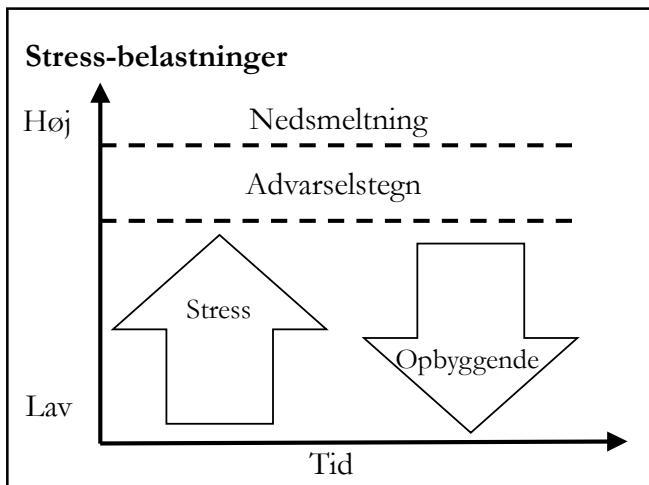 Stress-belastninger
Høj
Nedsmeltning
Advarselstegn
Stress
Opbyggende
Lav
Tid